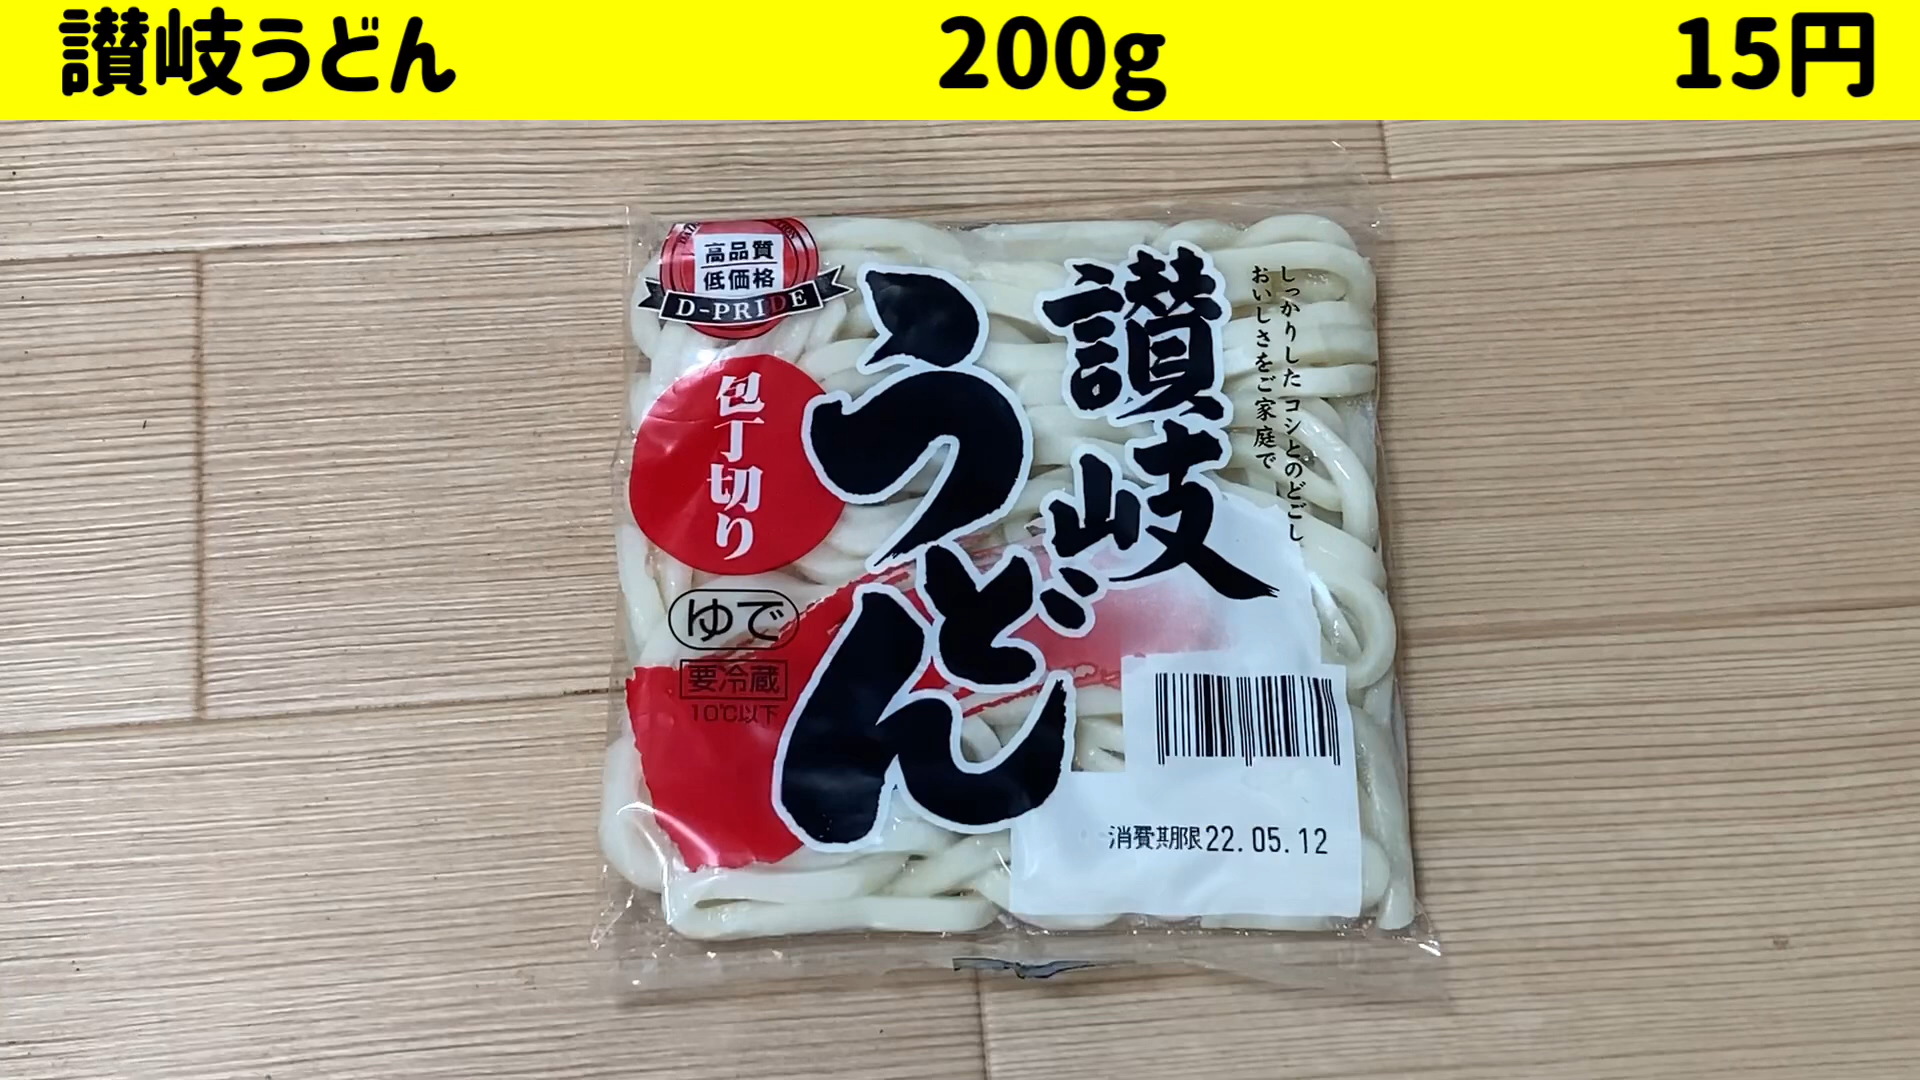 讃岐うどん 200g 15円
高品質
低価格
D-PRIDE
包丁切り
ゆで
要冷蔵
10℃以下
讃岐
うどん
しっかりしたコシとのどごし
おいしさをご家庭で
消費期限22.05.12